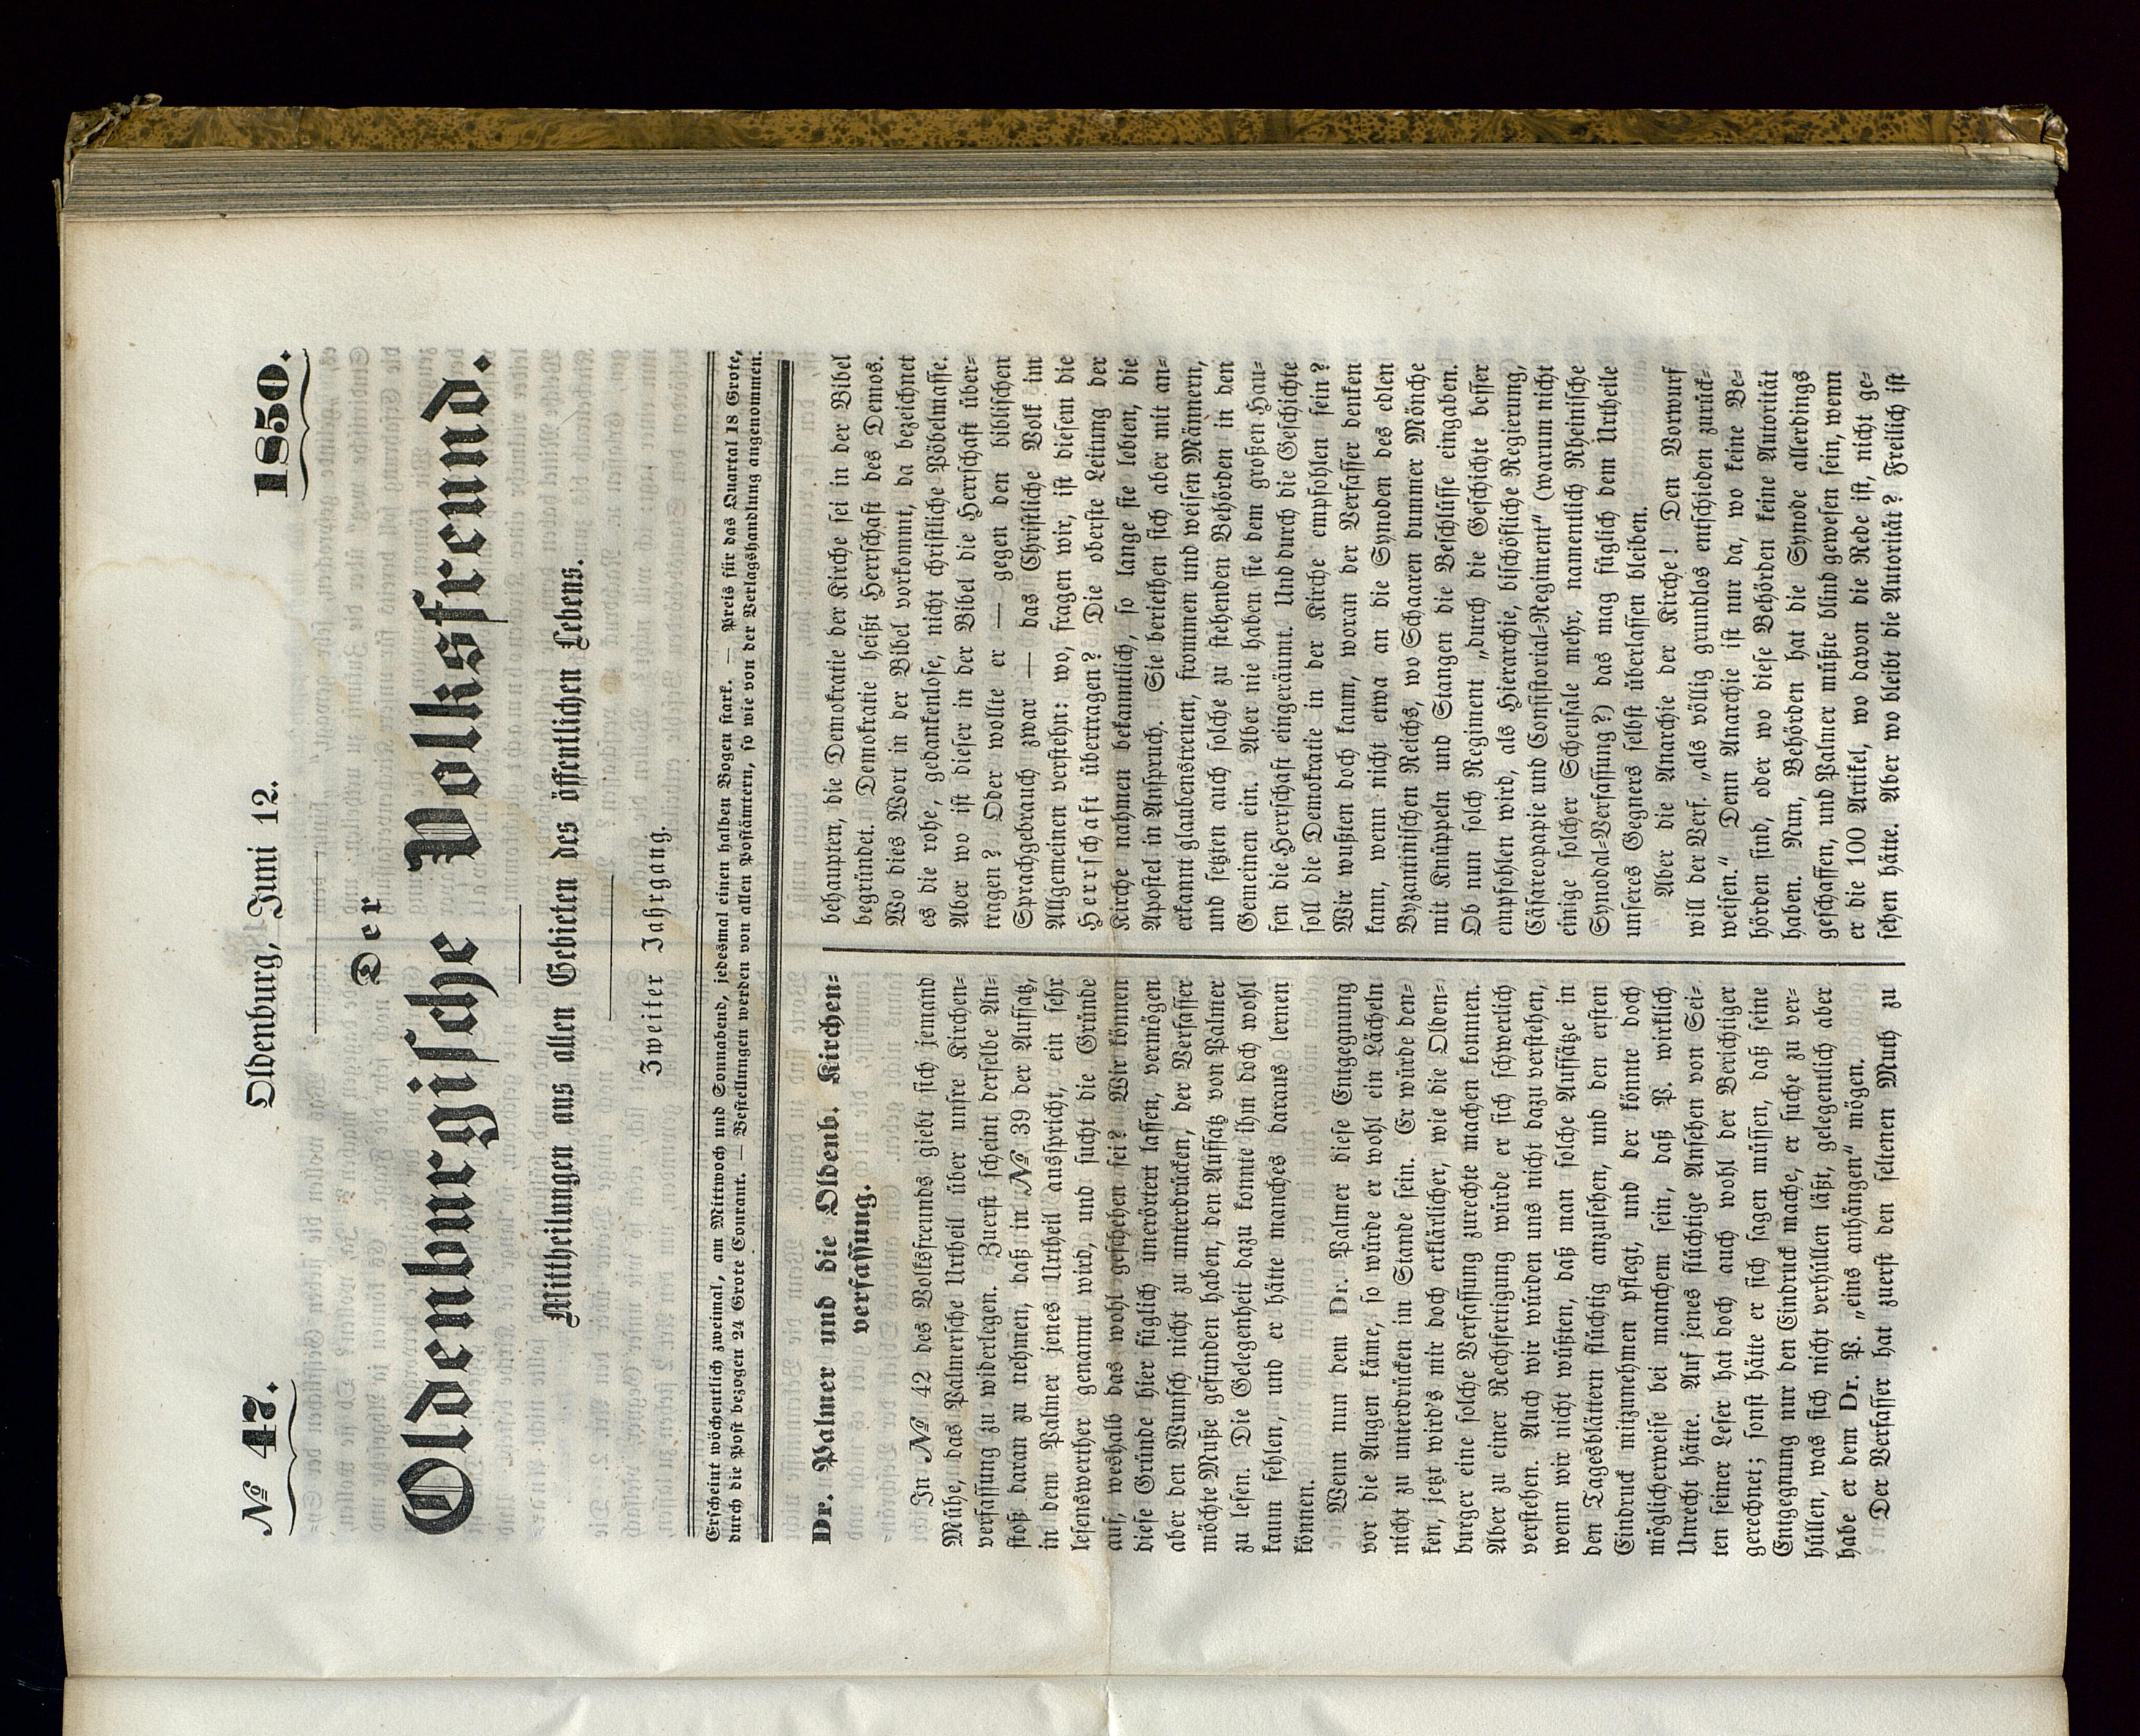 № 47.
Oldenburg, Juni 12.
1850.
Der
Oldenburgiſche Volksfreund.
Mittheilungen aus allen Gebieten des öffentlichen Lebens.
Zweiter Jahrgang.
Erſcheint wöchentlich zweimal, am Mittwoch und Sonnabend, jedesmal einen halben Bogen ſtark. — Preis für das Quartal 18 Grote,
durch die Poſt bezogen 24 Grote Courant. — Beſtellungen werden von allen Poſtämtern, ſo wie von der Verlagshandlung angenommen.
Dr. Palmer und die Oldenb. Kirchen-
verfaſſung.
In № 42 des Volksfreunds giebt ſich jemand
Mühe, das Palmerſche Urtheil über unſre Kirchen-
verfaſſung zu widerlegen. Zuerſt ſcheint derſelbe An-
ſtoß daran zu nehmen, daß in № 39 der Aufſatz,
in dem Palmer jenes Urtheil ausſpricht, ein ſehr
leſenswerther genannt wird, und ſucht die Gründe
auf, weshalb das wohl geſchehen ſei? Wir können
dieſe Gründe hier füglich unerörtert laſſen, vermögen
aber den Wunſch nicht zu unterdrücken, der Verfaſſer
möchte Muße gefunden haben, den Aufſatz von Palmer
zu leſen. Die Gelegenheit dazu konnte ihm doch wohl
kaum fehlen, und er hätte manches daraus lernen
können.
Wenn nun dem Dr. Palmer dieſe Entgegnung
vor die Augen käme, ſo würde er wohl ein Lächeln
nicht zu unterdrücken im Stande ſein. Er würde den-
ken, jetzt wird's mir doch erklärlicher, wie die Olden-
burger eine ſolche Verfaſſung zurechte machen konnten.
Aber zu einer Rechtfertigung würde er ſich ſchwerlich
verſtehen. Auch wir würden uns nicht dazu verſtehen,
wenn wir nicht wüßten, daß man ſolche Aufſätze in
den Tagesblättern flüchtig anzuſehen, und den erſten
Eindruck mitzunehmen pflegt, und der könnte doch
möglicherweiſe bei manchem ſein, daß P. wirklich
Unrecht hätte. Auf jenes flüchtige Anſehen von Sei-
ten ſeiner Leſer hat doch auch wohl der Berichtiger
gerechnet; ſonſt hätte er ſich ſagen müſſen, daß ſeine
Entgegnung nur den Eindruck mache, er ſuche zu ver-
hüllen, was ſich nicht verhüllen läßt, gelegentlich aber
habe er dem Dr. P. „eins anhängen“ mögen.
Der Verfaſſer hat zuerſt den ſeltenen Muth zu
behaupten, die Demokratie der Kirche ſei in der Bibel
begründet. Demokratie heißt Herrſchaft des Demos.
Wo dies Wort in der Bibel vorkommt, da bezeichnet
es die rohe, gedankenloſe, nicht chriſtliche Pöbelmaſſe.
Aber wo iſt dieſer in der Bibel die Herrſchaft über-
tragen? Oder wollte er — gegen den bibliſchen
Sprachgebrauch zwar — das Chriſtliche Volk im
Allgemeinen verſtehn: wo, fragen wir, iſt dieſem die
Herrſchaft übertragen? Die oberſte Leitung der
Kirche nahmen bekanntlich, ſo lange ſie lebten, die
Apoſtel in Anſpruch. Sie beriethen ſich aber mit an-
erkannt glaubenstreuen, frommen und weiſen Männern,
und ſetzten auch ſolche zu ſtehenden Behörden in den
Gemeinen ein. Aber nie haben ſie dem großen Hau-
fen die Herrſchaft eingeräumt. Und durch die Geſchichte
ſoll die Demokratie in der Kirche empfohlen ſein?
Wir wußten doch kaum, woran der Verfaſſer denken
kann, wenn nicht etwa an die Synoden des edlen
Byzantiniſchen Reichs, wo Schaaren dummer Mönche
mit Knüppeln und Stangen die Beſchlüſſe eingaben.
Ob nun ſolch Regiment „durch die Geſchichte beſſer
empfohlen wird, als Hierarchie, biſchöfliche Regierung,
Cäſareopapie und Conſiſtorial-Regiment“ (warum nicht
einige ſolcher Scheuſale mehr, namentlich Rheiniſche
Synodal-Verfaſſung?) das mag füglich dem Urtheile
unſeres Gegners ſelbſt überlaſſen bleiben.
Aber die Anarchie der Kirche! Den Vorwurf
will der Verf. „als völlig grundlos entſchieden zurück-
weiſen.“ Denn Anarchie iſt nur da, wo keine Be-
hörden ſind, oder wo dieſe Behörden keine Autorität
haben. Nun, Behörden hat die Synode allerdings
geſchaffen, und Palmer müßte blind geweſen ſein, wenn
er die 100 Artikel, wo davon die Rede iſt, nicht ge-
ſehen hätte. Aber wo bleibt die Autorität? Freilich iſt